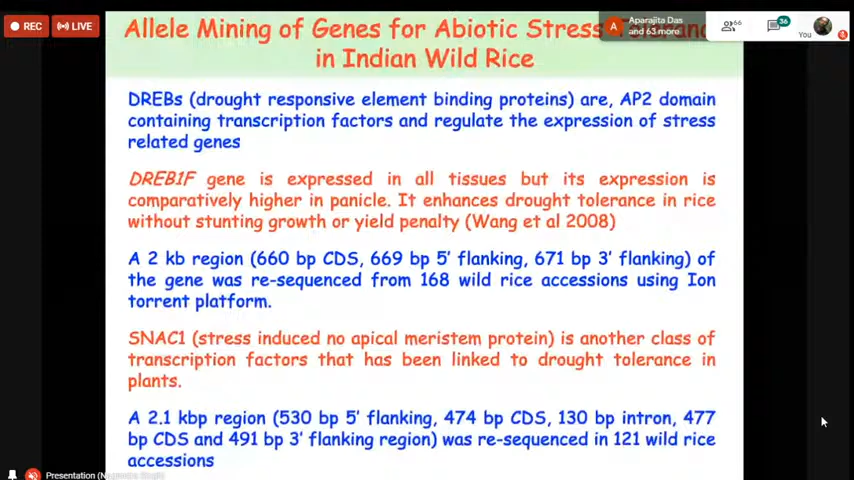 REC
LIVE
Aparajita Das
and 63 more
A
66
36
You
Allele Mining of Genes for Abiotic Stress
in Indian Wild Rice
DREBs (drought responsive element binding proteins) are, AP2 domain
containing transcription factors and regulate the expression of stress
related genes
DREB1F gene is expressed in all tissues but its expression is
comparatively higher in panicle. It enhances drought tolerance in rice
without stunting growth or yield penalty (Wang et al 2008)
A 2 kb region (660 bp CDS, 669 bp 5' flanking, 671 bp 3' flanking) of
the gene was re-sequenced from 168 wild rice accessions using Ion
torrent platform.
SNAC1 (stress induced no apical meristem protein) is another class of
transcription factors that has been linked to drought tolerance in
plants.
A 2.1 kbp region (530 bp 5' flanking, 474 bp CDS, 130 bp intron, 477
bp CDS and 491 bp 3' flanking region) was re-sequenced in 121 wild rice
accessions
Presentation